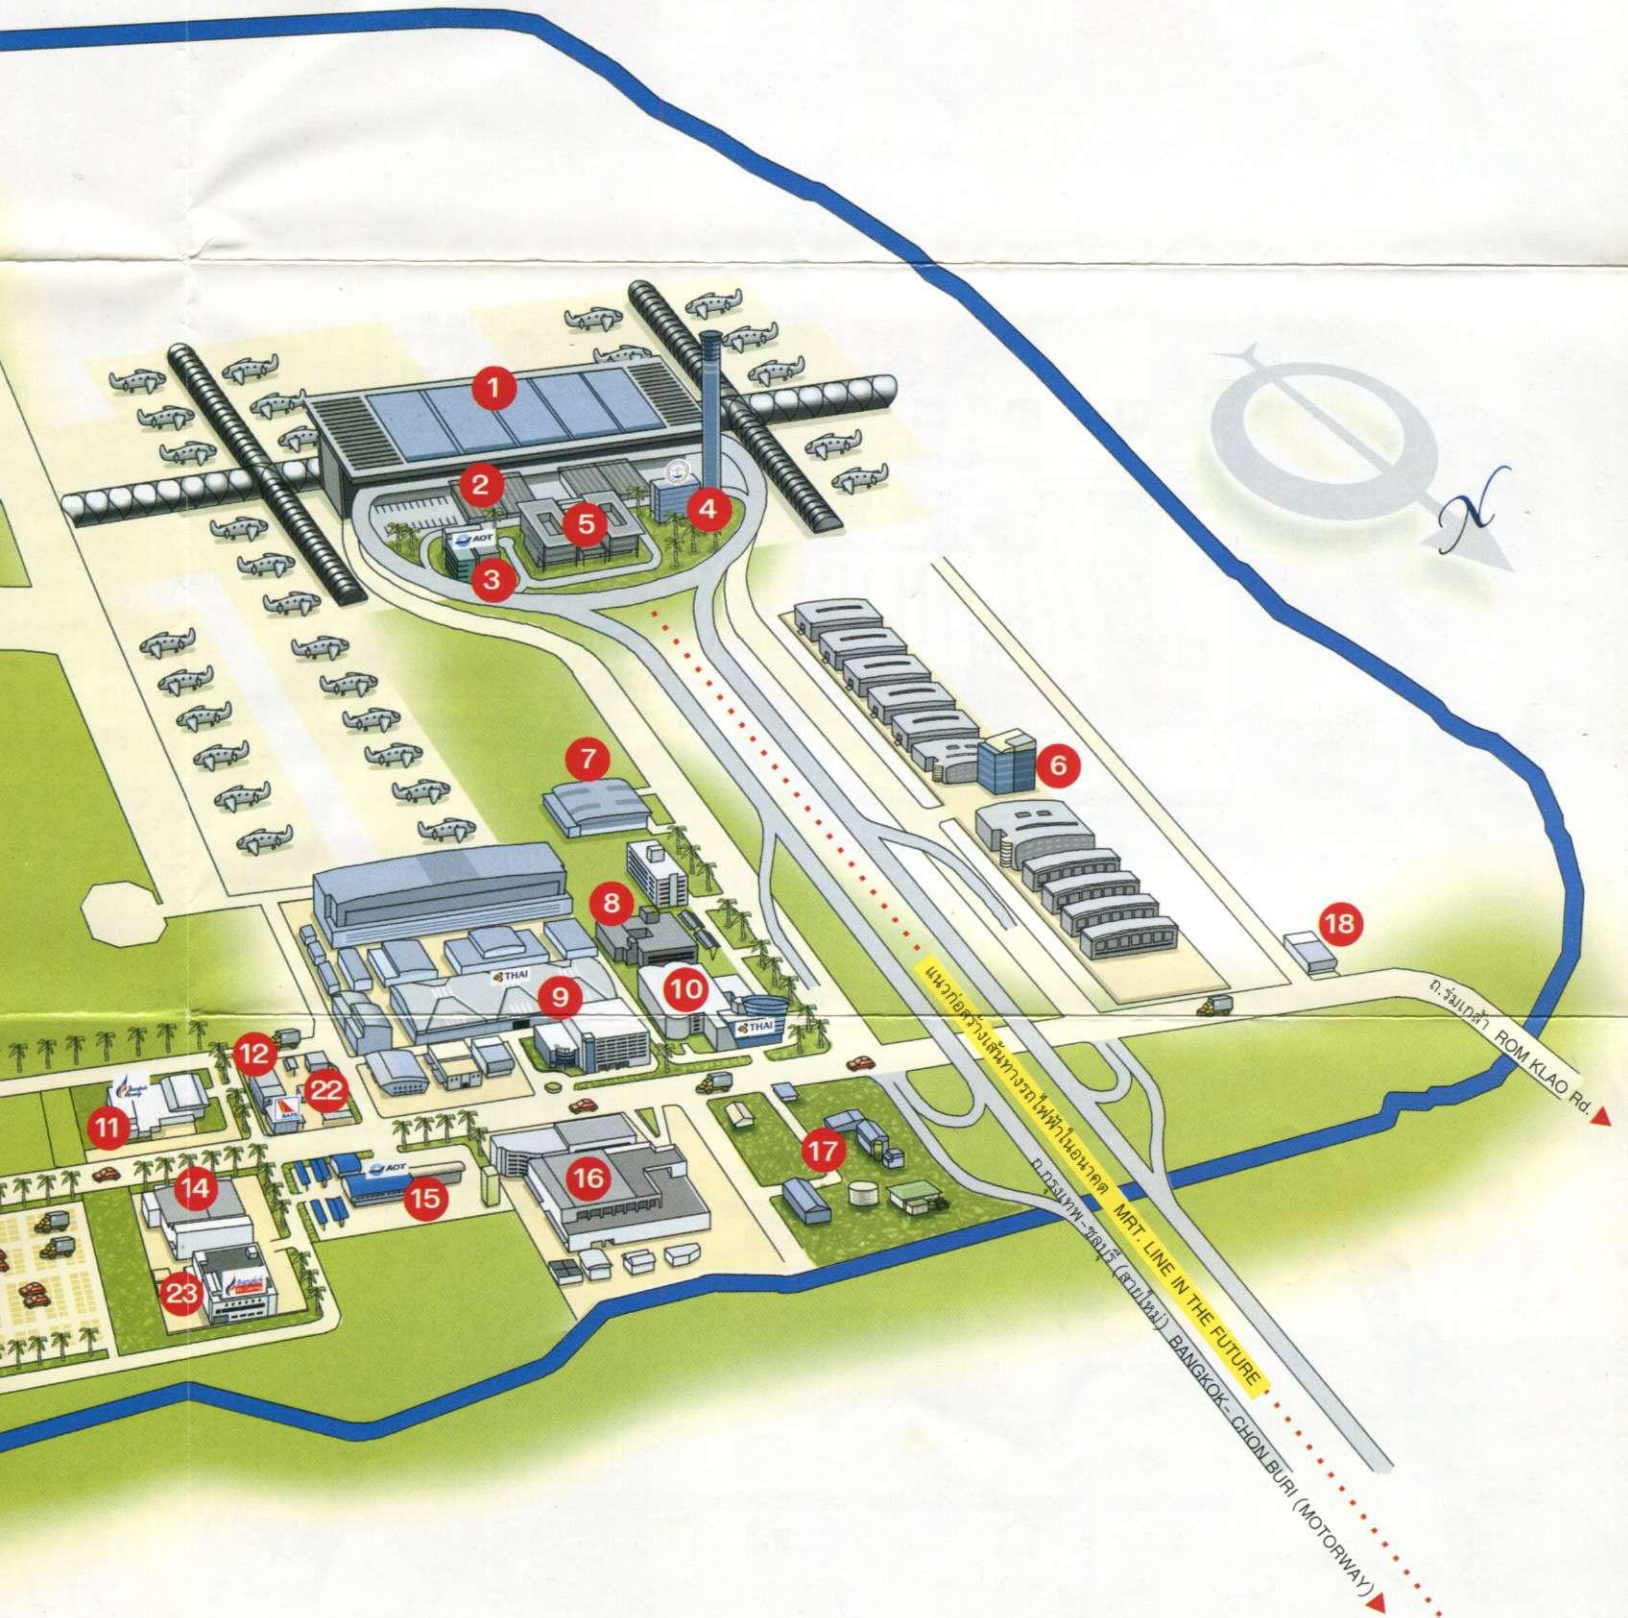 1
2
AOT
3
5
4
N
7
6
8
18
THAI
9
10
THAI
ถ.ร่มเกล้า ROM KLAO Rd.
12
22
11
แนวก่อสร้างเส้นทางรถไฟฟ้าในอนาคต MRT. LINE IN THE FUTURE
ถ.กรุงเทพ-ชลบุรี (สายใหม่) BANGKOK - CHON BURI (MOTORWAY)
14
AOT
15
16
17
23
Bangkok